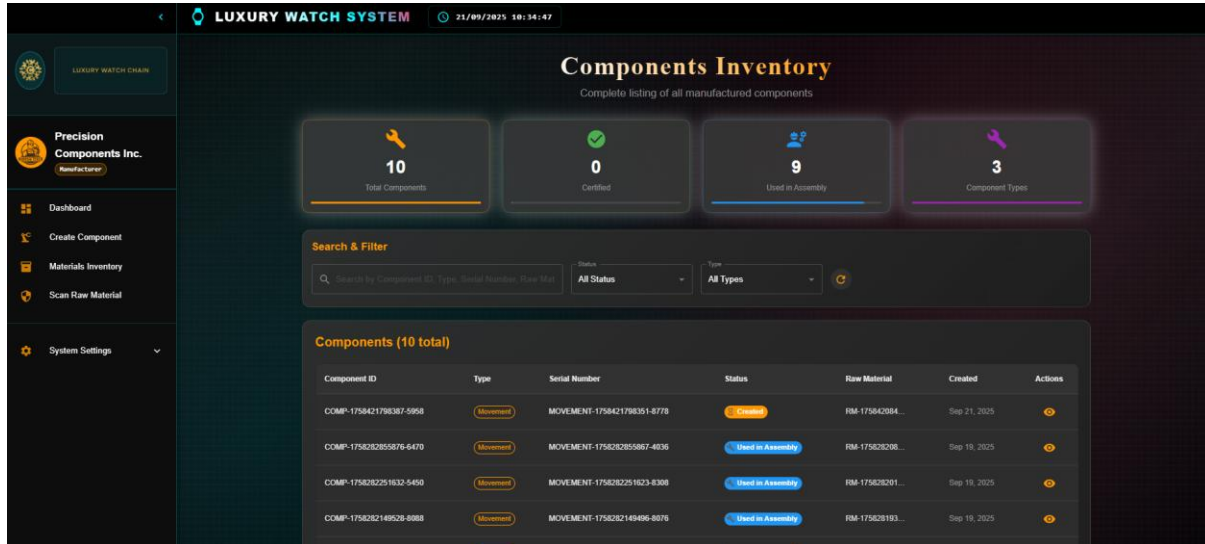 LUXURY WATCH SYSTEM
21/09/2025 10:34:47
LUXURY WATCH CHAIN
Precision
Components Inc.
Manufacturer
Dashboard
Create Component
Materials Inventory
Scan Raw Material
System Settings
Components Inventory
Complete listing of all manufactured components
10
Total Components
0
Certified
9
Used in Assembly
3
Component Types
Search & Filter
Search by Component ID, Type, Serial Number, Raw Mat
Status
All Status
Type
All Types
Components (10 total)
Component ID Type Serial Number Status Raw Material Created Actions
COMP-1758421798387-5958 Movement MOVEMENT-1758421798351-8778 Created RM-175842084... Sep 21, 2025
COMP-1758282855876-6470 Movement MOVEMENT-1758282855867-4036 Used in Assembly RM-175828208... Sep 19, 2025
COMP-1758282251632-5450 Movement MOVEMENT-1758282251623-8308 Used in Assembly RM-175828201... Sep 19, 2025
COMP-1758282149528-8088 Movement MOVEMENT-1758282149496-8076 Used in Assembly RM-175828193... Sep 19, 2025